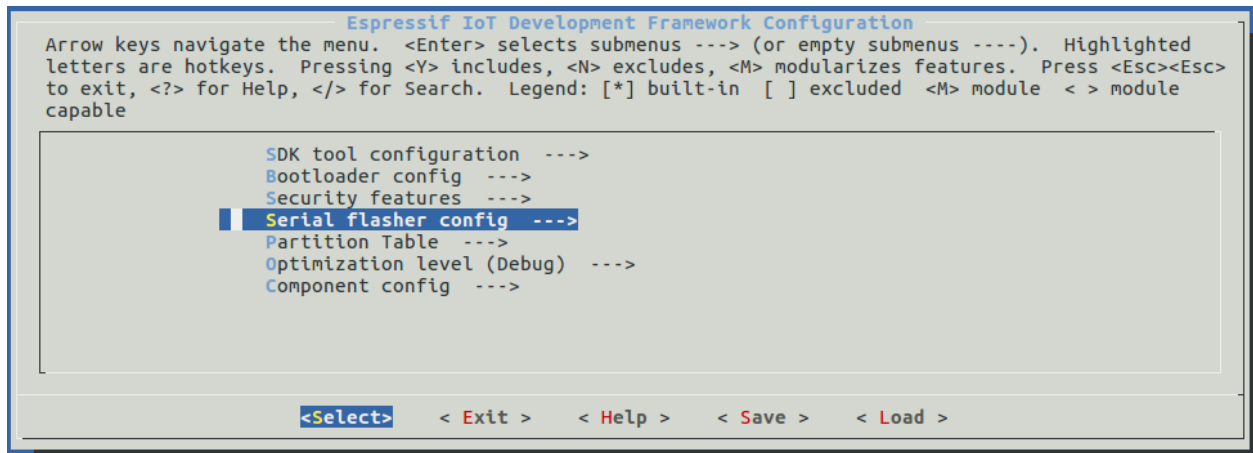 Espressif IoT Development Framework Configuration
Arrow keys navigate the menu.  <Enter> selects submenus ---> (or empty submenus ----).  Highlighted
letters are hotkeys.  Pressing <Y> includes, <N> excludes, <M> modularizes features.  Press <Esc><Esc>
to exit, <?> for Help, </> for Search.  Legend: [*] built-in  [ ] excluded  <M> module  < > module
capable
SDK tool configuration  --->
Bootloader config  --->
Security features  --->
Serial flasher config  --->
Partition Table  --->
Optimization level (Debug)  --->
Component config  --->
<Select>    < Exit >    < Help >    < Save >    < Load >